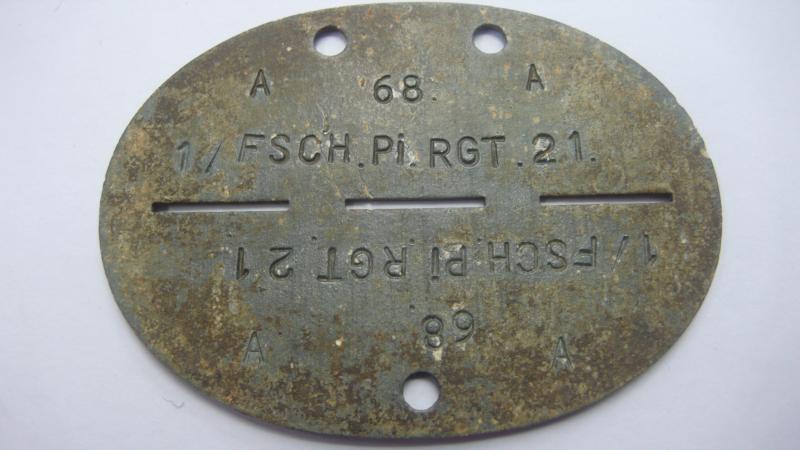 A 68. A
1/FSCH.Pi.RGT.21.
1/FSCH.Pi.RGT.21.
68.
A A